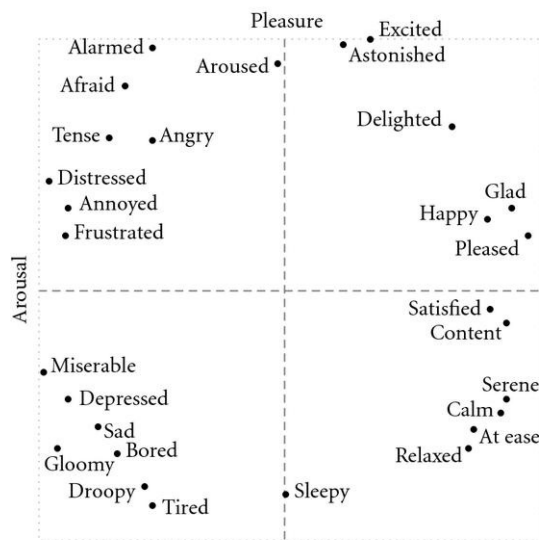 Pleasure
Excited
Alarmed
Astonished
Aroused
Afraid
Delighted
Tense
Angry
Distressed
Glad
Annoyed
Happy
Frustrated
Pleased
Arousal
Satisfied
Content
Miserable
Serene
Depressed
Calm
Sad
At ease
Bored
Relaxed
Gloomy
Droopy
Sleepy
Tired